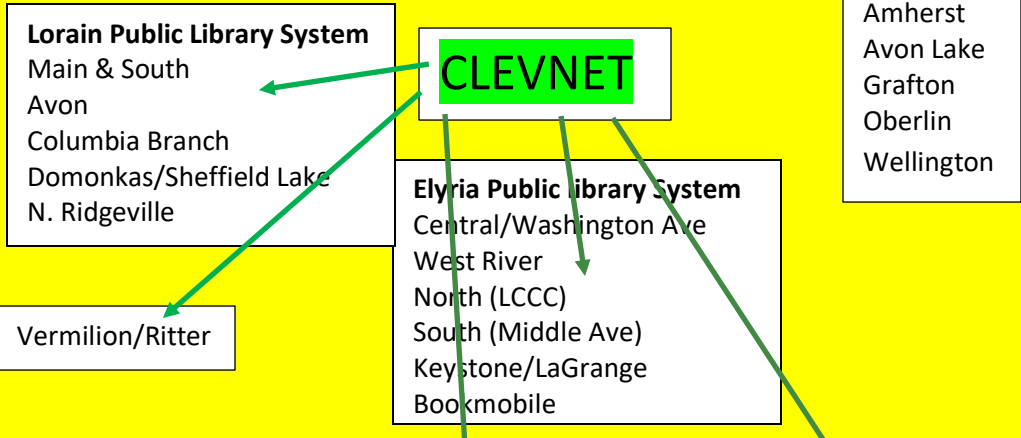 Lorain Public Library System
Main & South
Avon
Columbia Branch
Domonkas/Sheffield Lake
N. Ridgeville
CLEVNET
Amherst
Avon Lake
Grafton
Oberlin
Wellington
Elyria Public library System
Central/Washington Ave
West River
North (LCCC)
South (Middle Ave)
Keystone/LaGrange
Bookmobile
Vermilion/Ritter